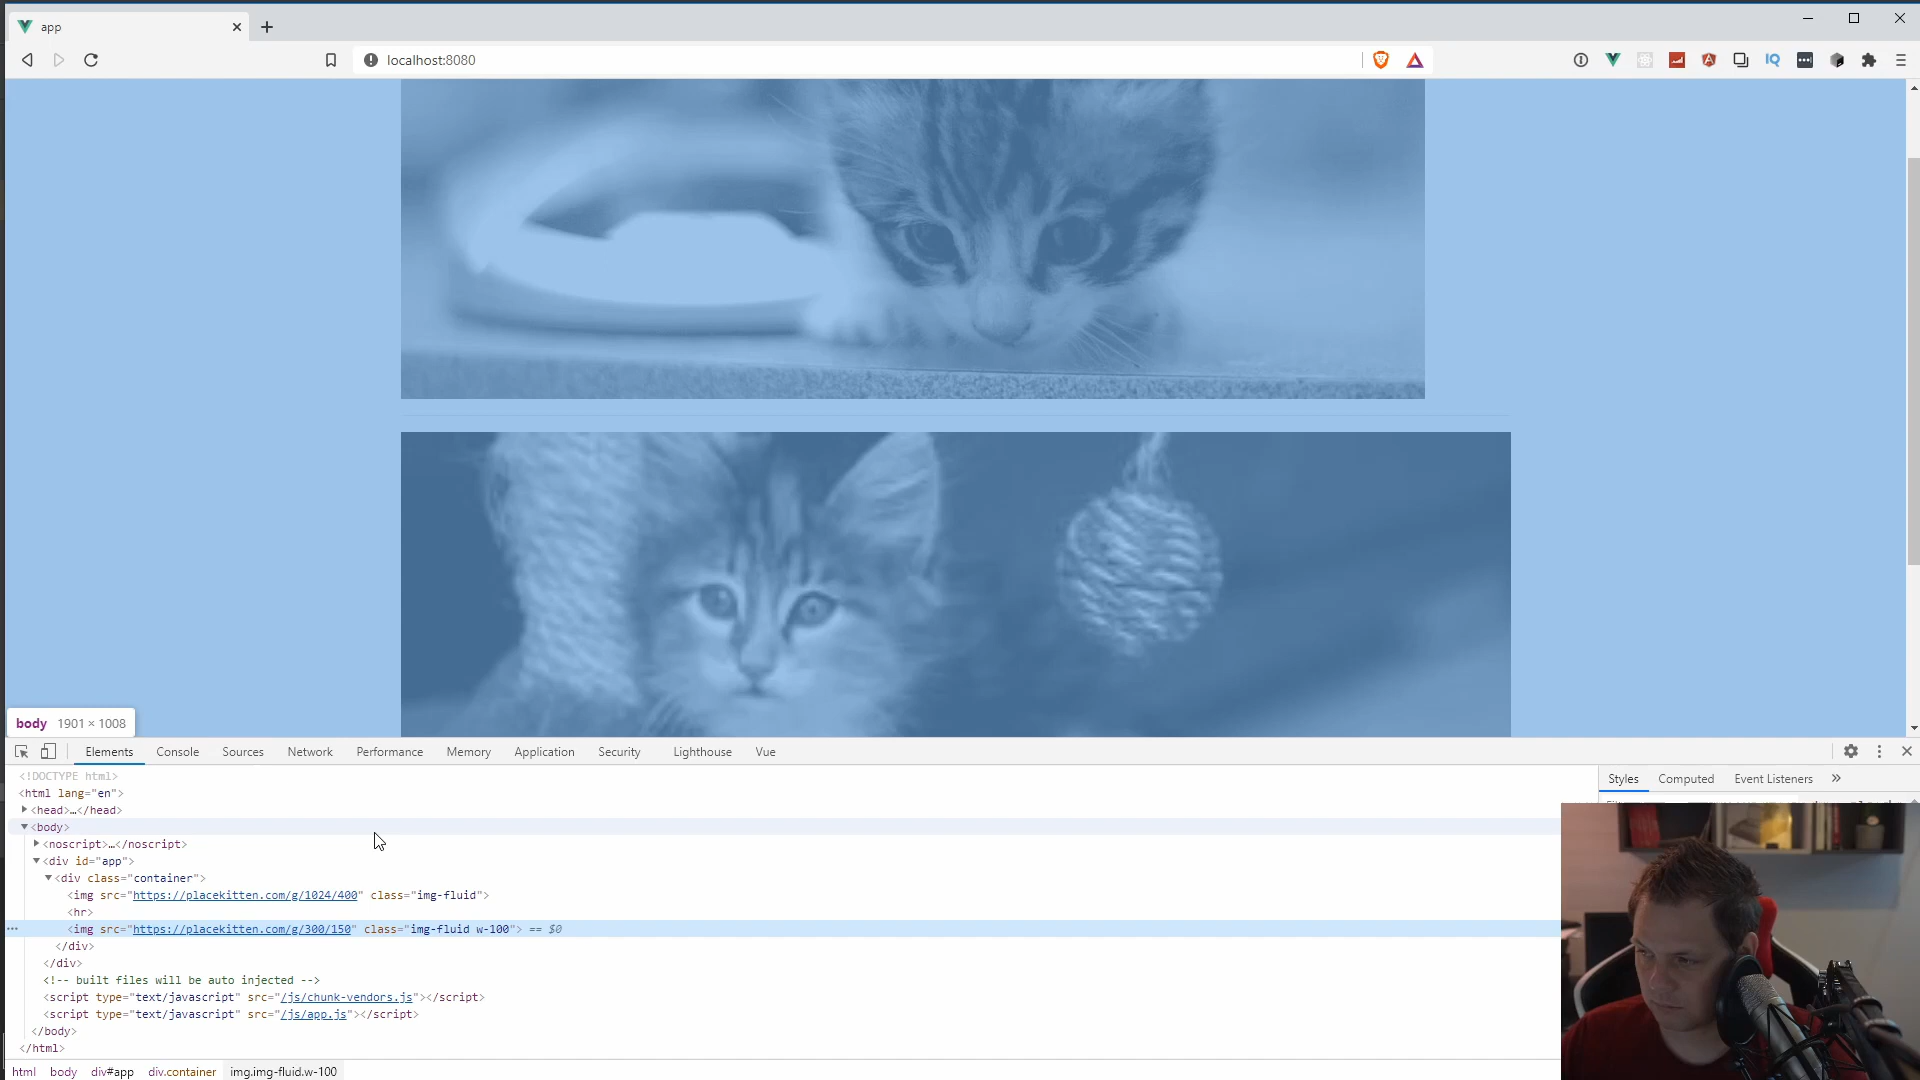 app
localhost:8080
IQ
body 1901 × 1008
Elements Console Sources Network Performance Memory Application Security Lighthouse Vue
Styles Computed Event Listeners »
<!DOCTYPE html>
<html lang="en">
<head>…</head>
<body>
<noscript>…</noscript>
<div id="app">
<div class="container">
<img src="https://placekitten.com/g/1024/400" class="img-fluid">
<hr>
<img src="https://placekitten.com/g/300/150" class="img-fluid w-100"> == $0
</div>
</div>
<!-- built files will be auto injected -->
<script type="text/javascript" src="/js/chunk-vendors.js"></script>
<script type="text/javascript" src="/js/app.js"></script>
</body>
</html>
html body div#app div.container img.img-fluid.w-100